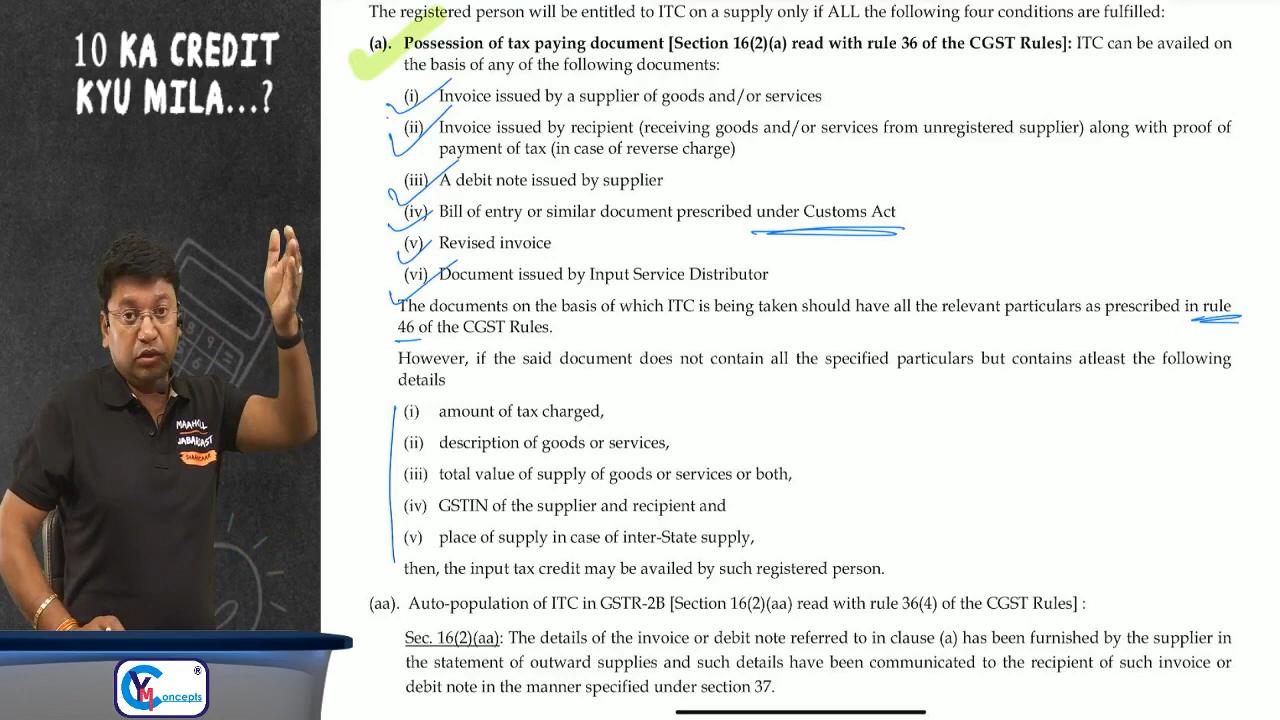 10 KA CREDIT
KYU MILA...?
The registered person will be entitled to ITC on a supply only if ALL the following four conditions are fulfilled:
(a). Possession of tax paying document [Section 16(2)(a) read with rule 36 of the CGST Rules]: ITC can be availed on
the basis of any of the following documents:
(i) Invoice issued by a supplier of goods and/or services
(ii) Invoice issued by recipient (receiving goods and/or services from unregistered supplier) along with proof of
payment of tax (in case of reverse charge)
(iii) A debit note issued by supplier
(iv) Bill of entry or similar document prescribed under Customs Act
(v) Revised invoice
(vi) Document issued by Input Service Distributor
The documents on the basis of which ITC is being taken should have all the relevant particulars as prescribed in rule
46 of the CGST Rules.
However, if the said document does not contain all the specified particulars but contains atleast the following
details
(i) amount of tax charged,
(ii) description of goods or services,
(iii) total value of supply of goods or services or both,
(iv) GSTIN of the supplier and recipient and
(v) place of supply in case of inter-State supply,
then, the input tax credit may be availed by such registered person.
(aa). Auto-population of ITC in GSTR-2B [Section 16(2)(aa) read with rule 36(4) of the CGST Rules] :
Sec. 16(2)(aa): The details of the invoice or debit note referred to in clause (a) has been furnished by the supplier in
the statement of outward supplies and such details have been communicated to the recipient of such invoice or
debit note in the manner specified under section 37.
MAAHOUL
JABARDAST
CYM oncepts ®